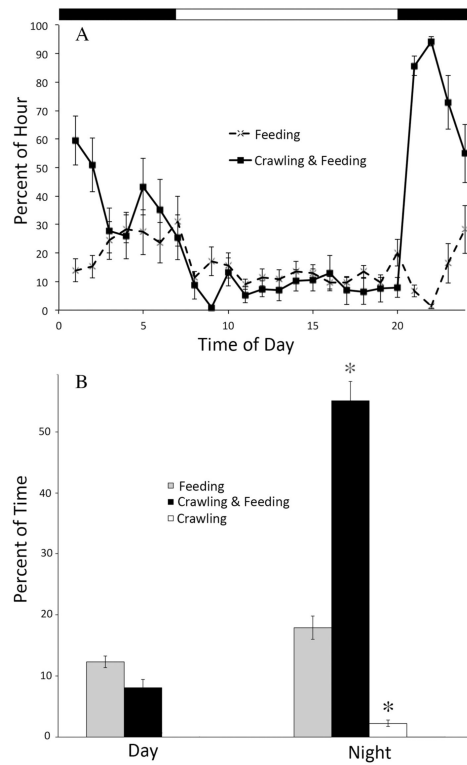 A
100
90
80
70
60
50
40
30
20
10
0
Percent of Hour
Feeding
Crawling & Feeding
0 5 10 15 20
Time of Day
B
50
40
30
20
10
0
Percent of Time
*
Feeding
Crawling & Feeding
Crawling
*
Day Night